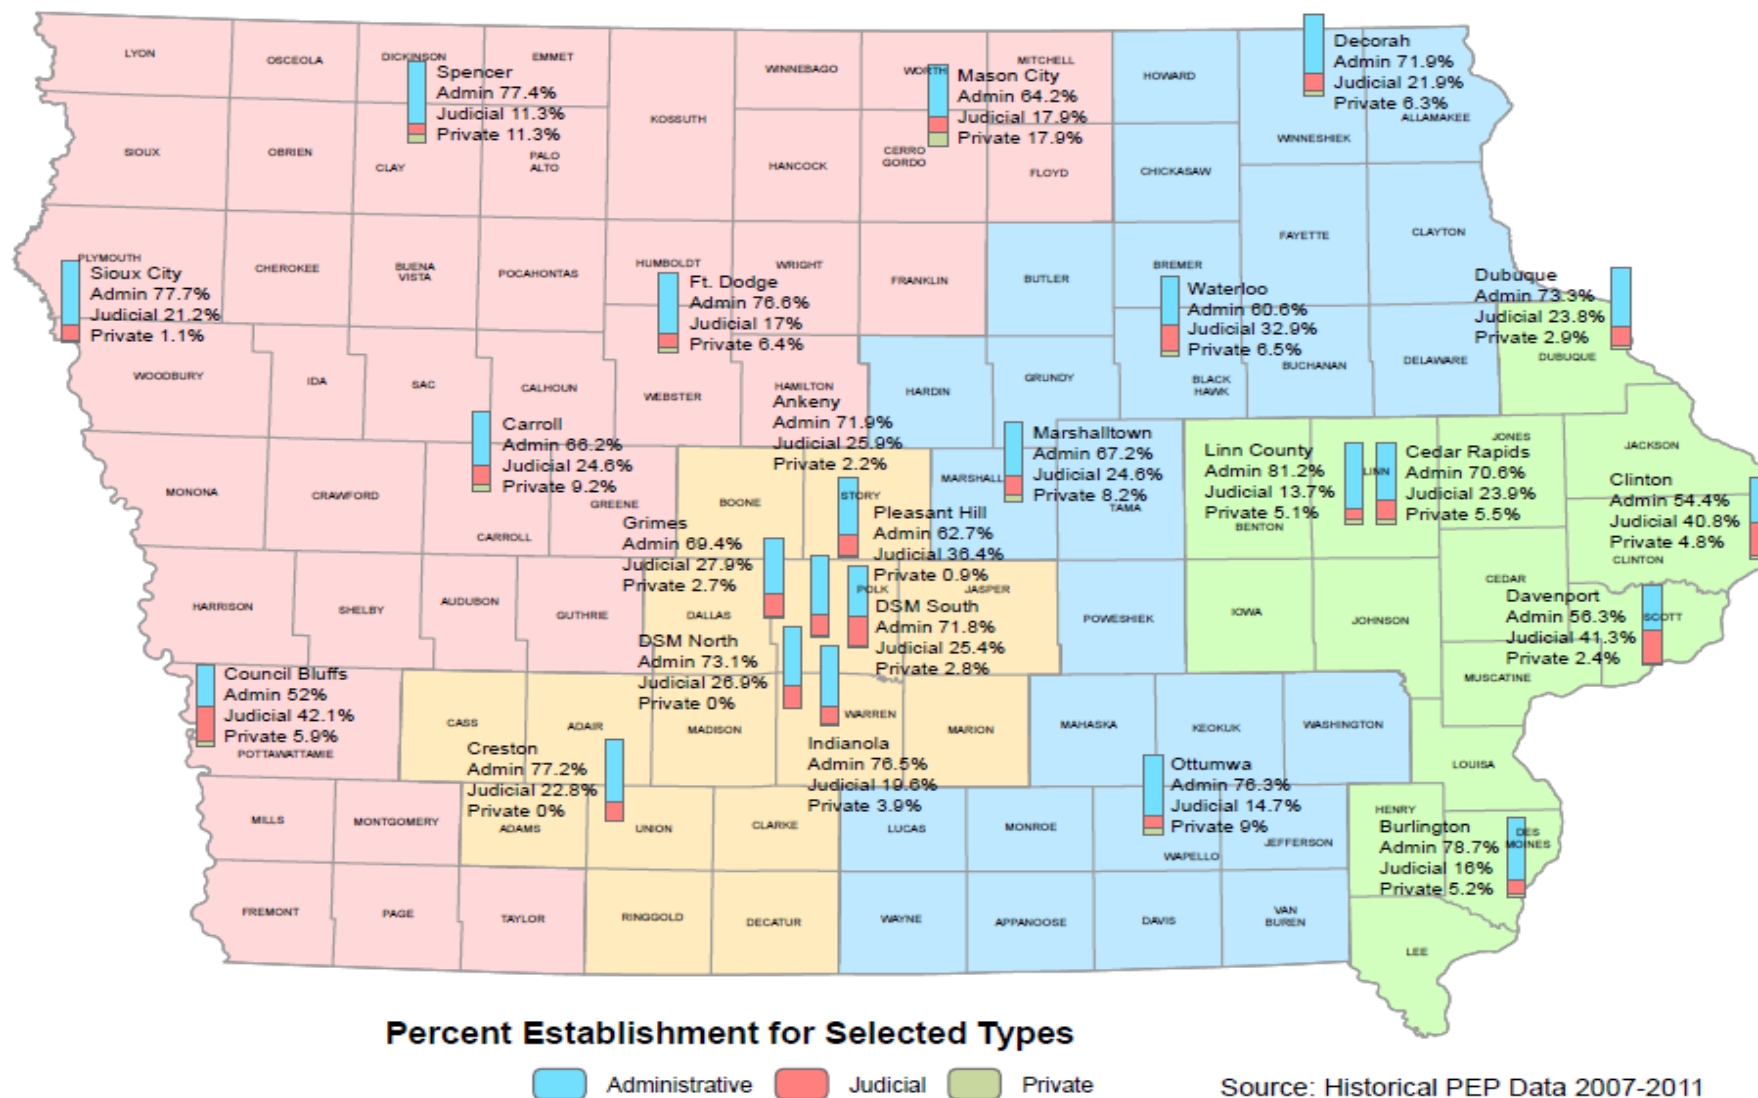 LYON
OSCEOLA
DICKINSON
EMMET
WINNEBAGO
WORTH
MITCHELL
HOWARD
Decorah
Admin 71.9%
Judicial 21.9%
Private 6.3%
ALLAMAKEE
WINNESHIEK
Spencer
Admin 77.4%
Judicial 11.3%
Private 11.3%
Mason City
Admin 64.2%
Judicial 17.9%
Private 17.9%
KOSSUTH
SIOUX
OBRIEN
CLAY
PALO
ALTO
HANCOCK
CERRO
GORDO
FLOYD
CHICKASAW
FAYETTE
CLAYTON
PLYMOUTH
Sioux City
Admin 77.7%
Judicial 21.2%
Private 1.1%
CHEROKEE
BUENA
VISTA
POCAHONTAS
HUMBOLDT
WRIGHT
FRANKLIN
BUTLER
BREMER
Ft. Dodge
Admin 76.6%
Judicial 17%
Private 6.4%
Waterloo
Admin 60.6%
Judicial 32.9%
Private 6.5%
Dubuque
Admin 73.3%
Judicial 23.8%
Private 2.9%
DUBUQUE
WOODBURY
IDA
SAC
CALHOUN
WEBSTER
HAMILTON
HARDIN
GRUNDY
BLACK
HAWK
BUCHANAN
DELAWARE
Ankeny
Admin 71.9%
Judicial 25.9%
Private 2.2%
Carroll
Admin 66.2%
Judicial 24.6%
Private 9.2%
Marshalltown
Admin 67.2%
Judicial 24.6%
Private 8.2%
Linn County
Admin 81.2%
Judicial 13.7%
Private 5.1%
LINN
Cedar Rapids
Admin 70.6%
Judicial 23.9%
Private 5.5%
JONES
JACKSON
Clinton
Admin 54.4%
Judicial 40.8%
Private 4.8%
CLINTON
MONONA
CRAWFORD
CARROLL
GREENE
BOONE
STORY
MARSHALL
TAMA
BENTON
Grimes
Admin 69.4%
Judicial 27.9%
Private 2.7%
Pleasant Hill
Admin 62.7%
Judicial 36.4%
Private 0.9%
HARRISON
SHELBY
AUDUBON
GUTHRIE
DALLAS
POLK
JASPER
POWESHIEK
IOWA
JOHNSON
CEDAR
SCOTT
MUSCATINE
DSM South
Admin 71.8%
Judicial 25.4%
Private 2.8%
Davenport
Admin 56.3%
Judicial 41.3%
Private 2.4%
DSM North
Admin 73.1%
Judicial 26.9%
Private 0%
Council Bluffs
Admin 52%
Judicial 42.1%
Private 5.9%
POTTAWATTAMIE
CASS
ADAIR
MADISON
WARREN
MARION
MAHASKA
KEOKUK
WASHINGTON
LOUISA
Creston
Admin 77.2%
Judicial 22.8%
Private 0%
Indianola
Admin 76.5%
Judicial 19.6%
Private 3.9%
Ottumwa
Admin 76.3%
Judicial 14.7%
Private 9%
MILLS
MONTGOMERY
ADAMS
UNION
CLARKE
LUCAS
MONROE
WAPELLO
JEFFERSON
HENRY
DES
MOINES
Burlington
Admin 78.7%
Judicial 16%
Private 5.2%
FREMONT
PAGE
TAYLOR
RINGGOLD
DECATUR
WAYNE
APPANOOSE
DAVIS
VAN
BUREN
LEE
Percent Establishment for Selected Types
Administrative
Judicial
Private
Source: Historical PEP Data 2007-2011